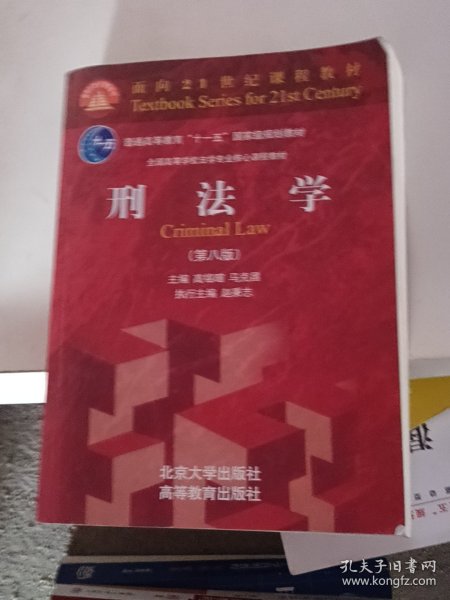 面向21世纪课程教材
Textbook Series for 21st Century
十一五
普通高等教育"十一五"国家级规划教材
全国高等学校法学专业核心课程教材
刑法学
Criminal Law
(第八版)
主编 高铭暄 马克昌
执行主编 赵秉志
北京大学出版社
高等教育出版社
孔夫子旧书网
www.kongfz.com